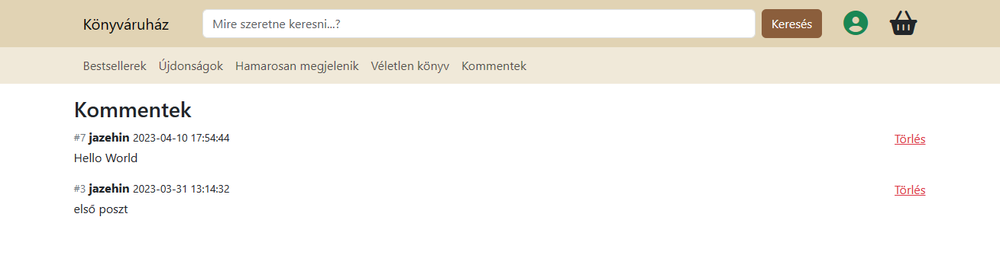 Könyváruház Mire szeretne keresni...? Keresés
Bestsellerek Újdonságok Hamarosan megjelenik Véletlen könyv Kommentek
Kommentek
#7 jazehin 2023-04-10 17:54:44 Törlés
Hello World
#3 jazehin 2023-03-31 13:14:32 Törlés
első poszt